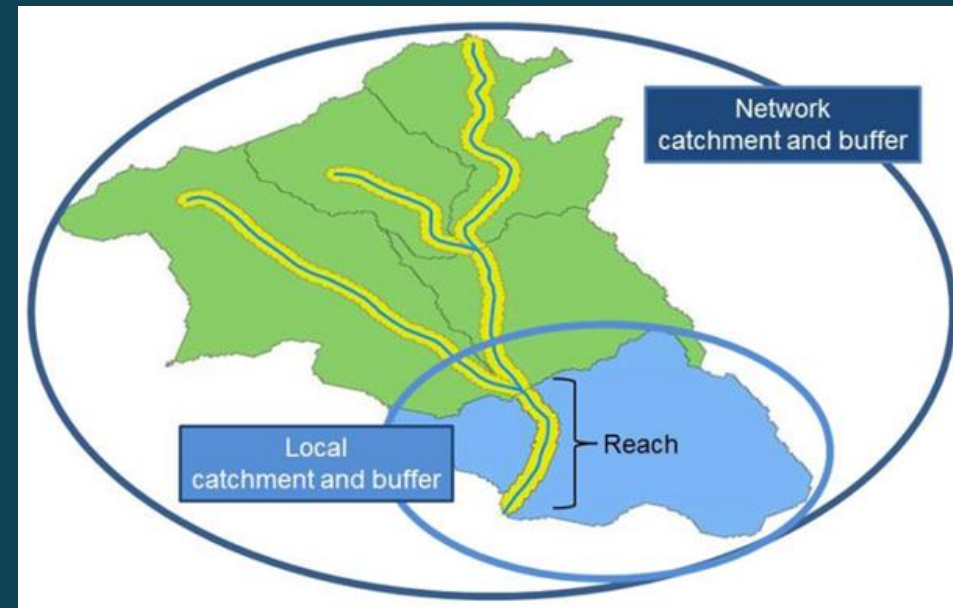 Network
catchment and buffer
Reach
Local
catchment and buffer